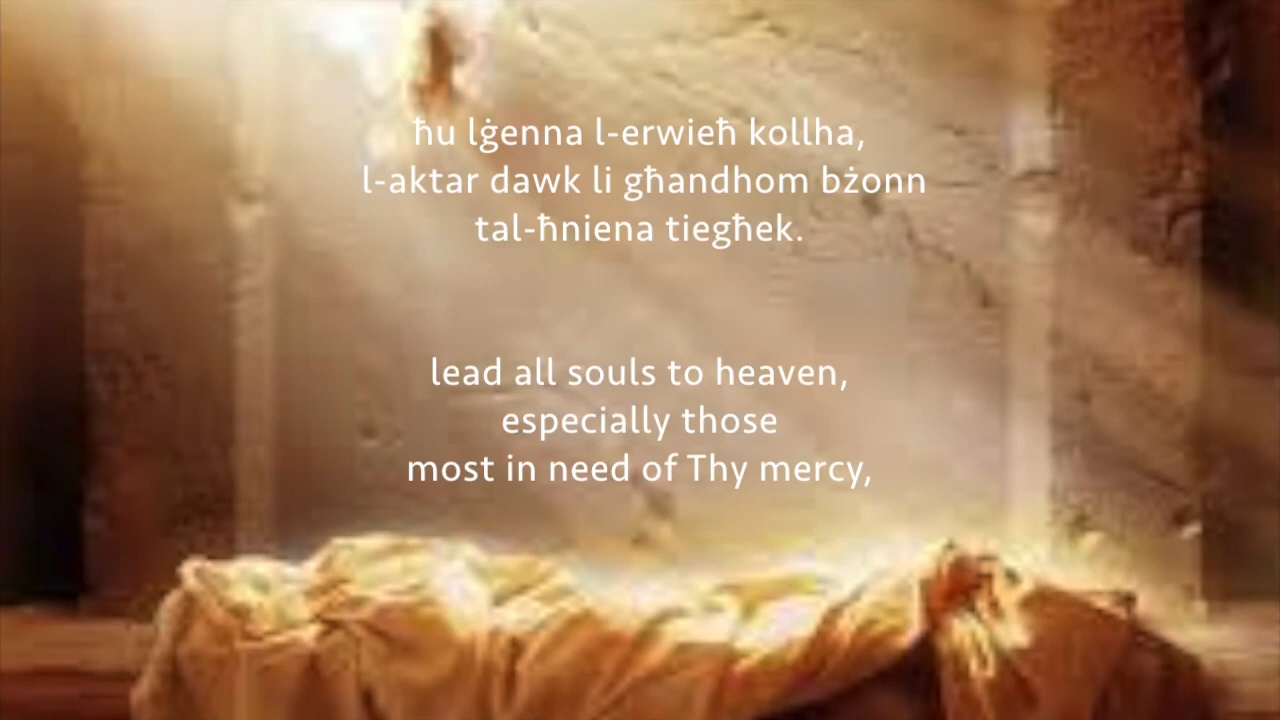 ħu lġenna l-erwieħ kollha,
l-aktar dawk li għandhom bżonn
tal-ħniena tiegħek.
lead all souls to heaven,
especially those
most in need of Thy mercy,